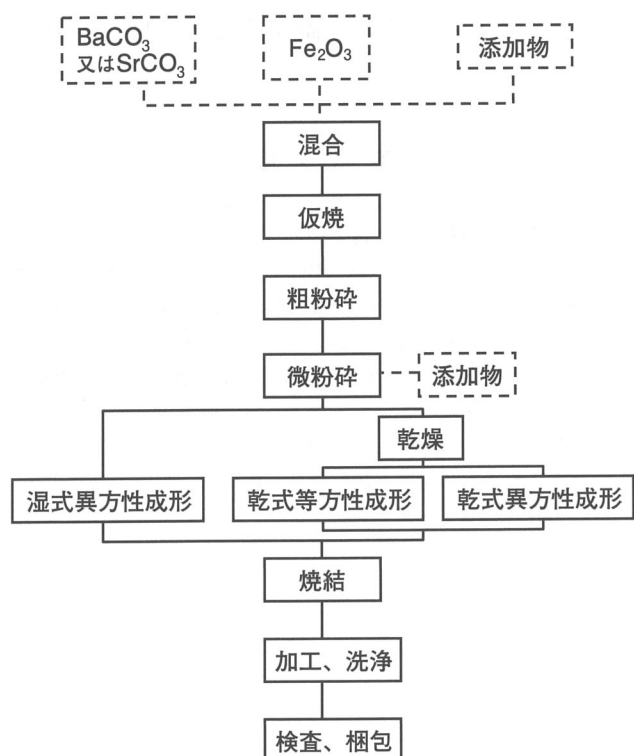 BaCO₃
又はSrCO₃
Fe₂O₃
添加物
混合
仮焼
粗粉砕
微粉砕
添加物
乾燥
湿式異方性成形
乾式等方性成形
乾式異方性成形
焼結
加工、洗浄
検査、梱包